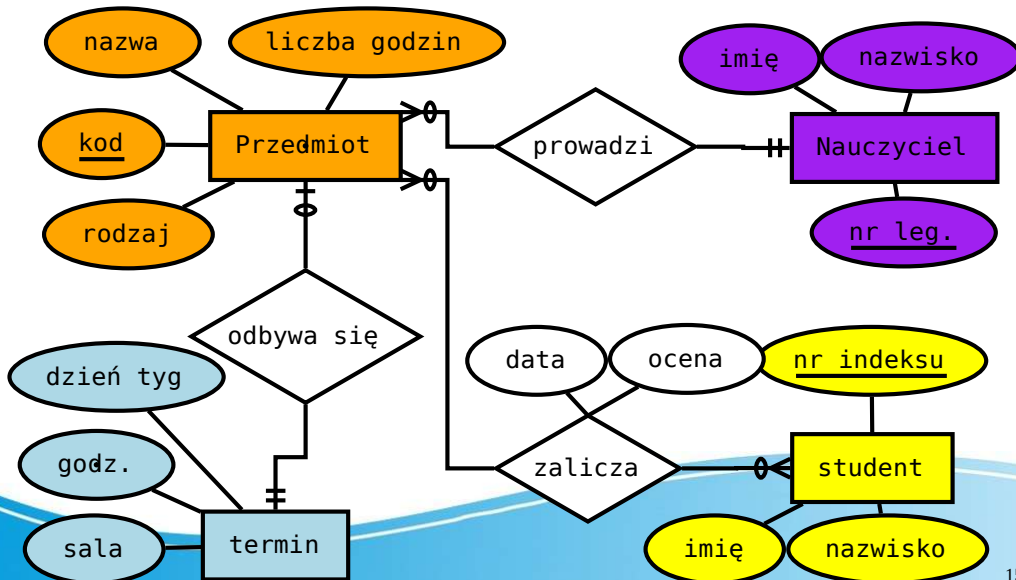 nazwa
liczba godzin
imię
nazwisko
kod
Przedmiot
prowadzi
Nauczyciel
rodzaj
nr leg.
odbywa się
dzień tyg
data
ocena
nr indeksu
godz.
zalicza
student
sala
termin
imię
nazwisko